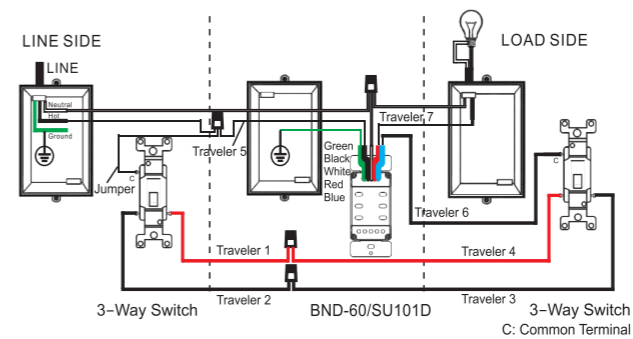 LINE SIDE
LOAD SIDE
LINE
Neutral
Hot
Ground
Traveler 7
Traveler 5
Jumper
C
Green
Black
White
Red
Blue
C
Traveler 6
Traveler 1
Traveler 4
Traveler 2
Traveler 3
3-Way Switch
BND-60/SU101D
3-Way Switch
C: Common Terminal